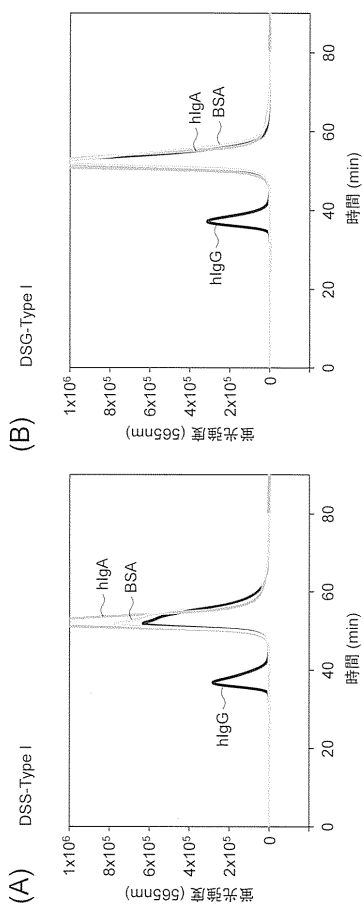 (A)
DSS-Type I
蛍光強度 (565nm)
1x10⁶
8x10⁵
6x10⁵
4x10⁵
2x10⁵
0
hIgG
hIgA
BSA
0
20
40
60
80
時間 (min)
(B)
DSG-Type I
蛍光強度 (565nm)
1x10⁶
8x10⁵
6x10⁵
4x10⁵
2x10⁵
0
hIgG
hIgA
BSA
0
20
40
60
80
時間 (min)